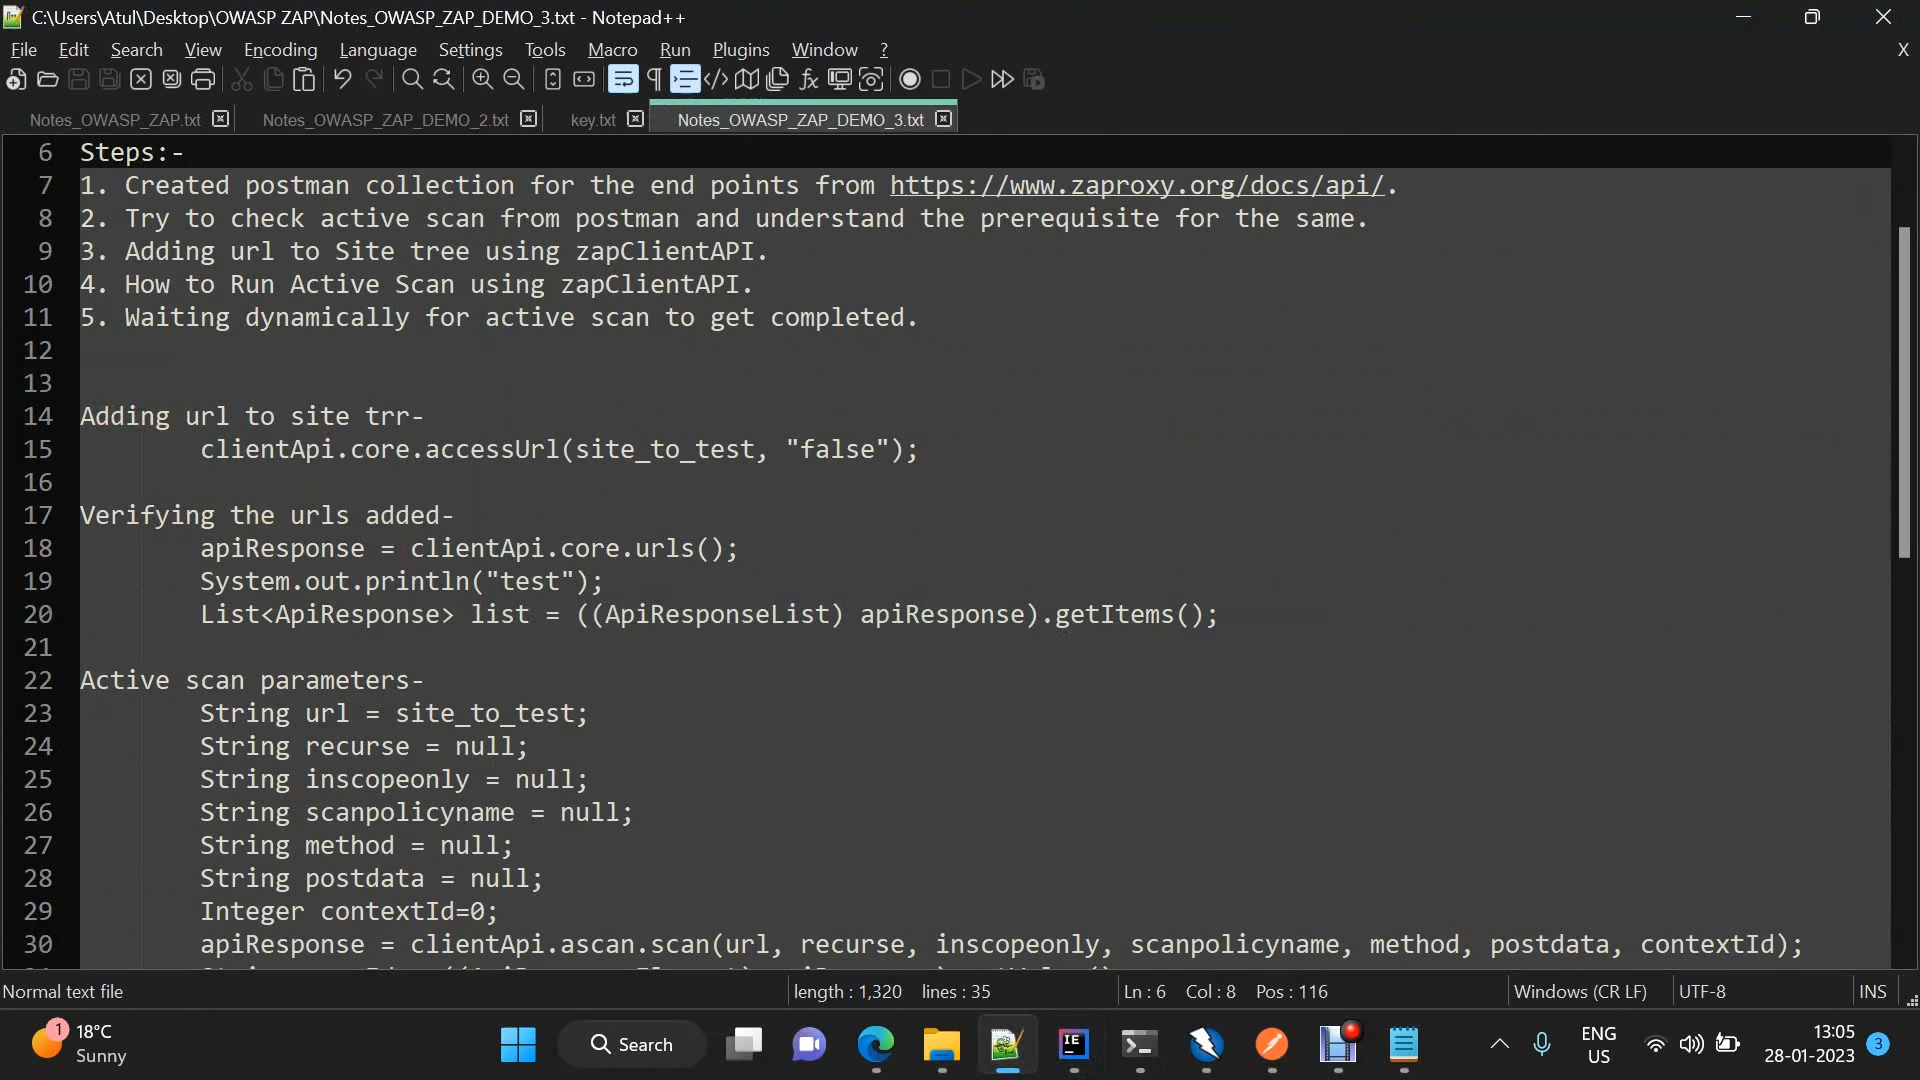 C:\Users\Atul\Desktop\OWASP ZAP\Notes_OWASP_ZAP_DEMO_3.txt - Notepad++
File Edit Search View Encoding Language Settings Tools Macro Run Plugins Window ? X
Notes_OWASP_ZAP.txt Notes_OWASP_ZAP_DEMO_2.txt key.txt Notes_OWASP_ZAP_DEMO_3.txt
6 Steps:-
7 1. Created postman collection for the end points from https://www.zaproxy.org/docs/api/.
8 2. Try to check active scan from postman and understand the prerequisite for the same.
9 3. Adding url to Site tree using zapClientAPI.
10 4. How to Run Active Scan using zapClientAPI.
11 5. Waiting dynamically for active scan to get completed.
12
13
14 Adding url to site trr-
15 clientApi.core.accessUrl(site_to_test, "false");
16
17 Verifying the urls added-
18 apiResponse = clientApi.core.urls();
19 System.out.println("test");
20 List<ApiResponse> list = ((ApiResponseList) apiResponse).getItems();
21
22 Active scan parameters-
23 String url = site_to_test;
24 String recurse = null;
25 String inscopeonly = null;
26 String scanpolicyname = null;
27 String method = null;
28 String postdata = null;
29 Integer contextId=0;
30 apiResponse = clientApi.ascan.scan(url, recurse, inscopeonly, scanpolicyname, method, postdata, contextId);
Normal text file length : 1,320 lines : 35 Ln : 6 Col : 8 Pos : 116 Windows (CR LF) UTF-8 INS
1 18°C
Sunny
Search
IE
ENG
US
13:05
28-01-2023 3